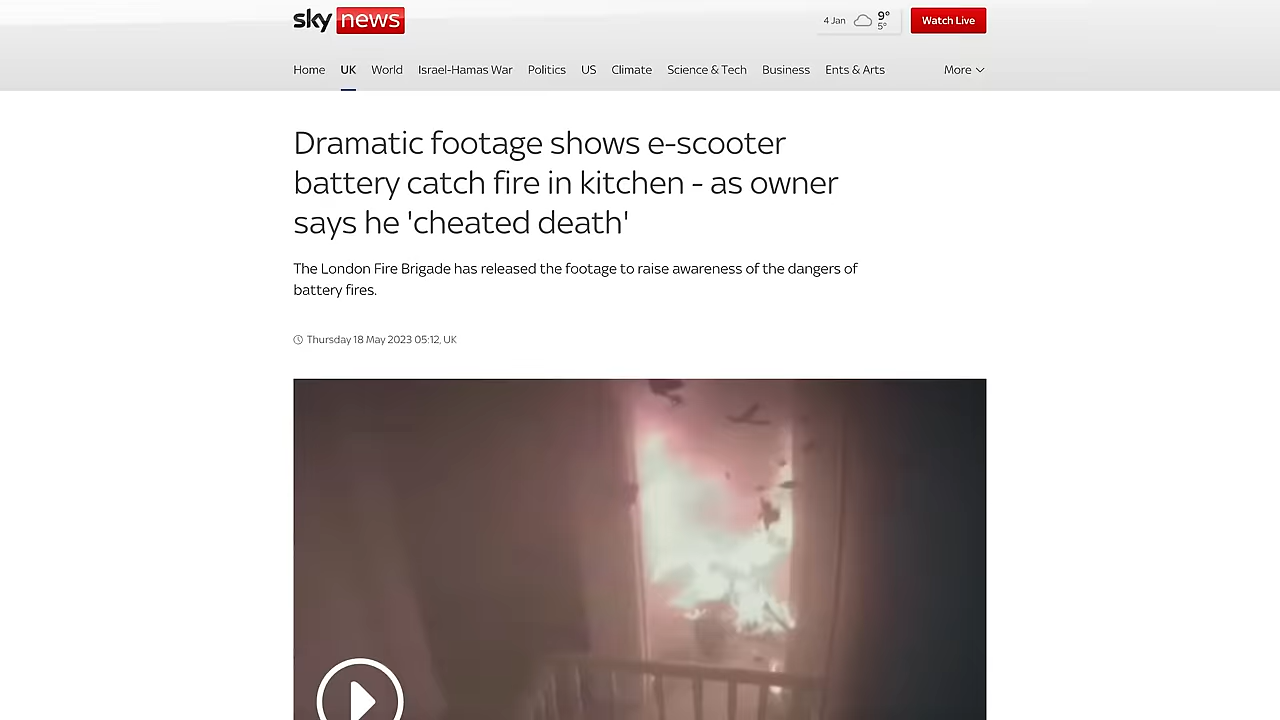 sky news
4 Jan
9°
5°
Watch Live
Home UK World Israel-Hamas War Politics US Climate Science & Tech Business Ents & Arts More
Dramatic footage shows e-scooter
battery catch fire in kitchen - as owner
says he 'cheated death'
The London Fire Brigade has released the footage to raise awareness of the dangers of
battery fires.
Thursday 18 May 2023 05:12, UK